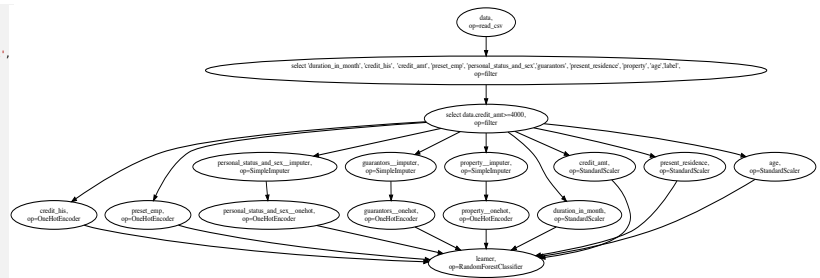 ',
data,
op=read_csv
select 'duration_in_month', 'credit_his', 'credit_amt', 'preset_emp', 'personal_status_and_sex','guarantors', 'present_residence', 'property', 'age','label',
op=filter
select data.credit_amt>=4000,
op=filter
personal_status_and_sex__imputer,
op=SimpleImputer
guarantors__imputer,
op=SimpleImputer
property__imputer,
op=SimpleImputer
credit_amt,
op=StandardScaler
present_residence,
op=StandardScaler
age,
op=StandardScaler
credit_his,
op=OneHotEncoder
preset_emp,
op=OneHotEncoder
personal_status_and_sex__onehot,
op=OneHotEncoder
guarantors__onehot,
op=OneHotEncoder
property__onehot,
op=OneHotEncoder
duration_in_month,
op=StandardScaler
learner,
op=RandomForestClassifier